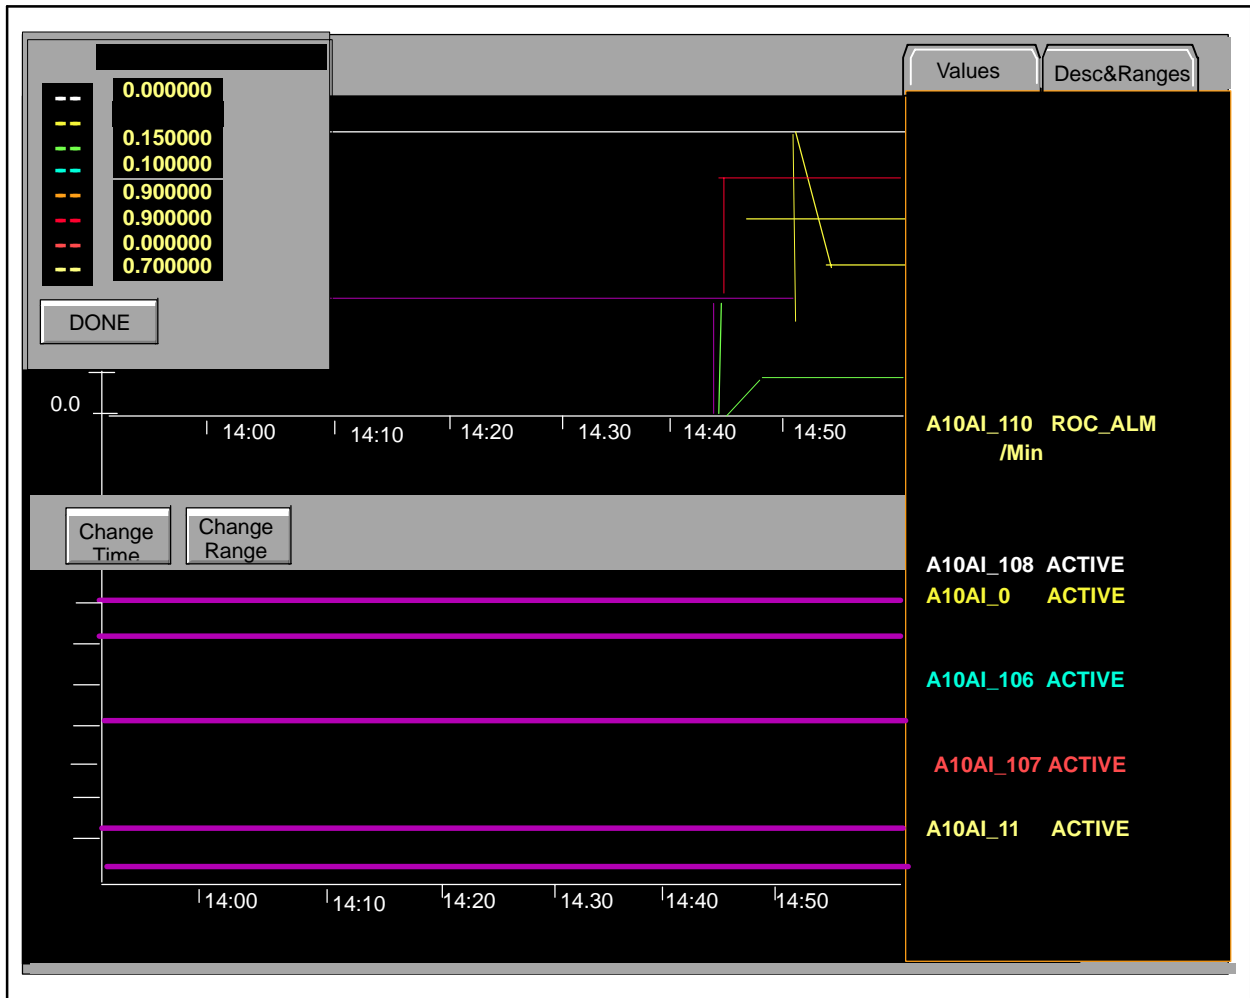 Values
Desc&Ranges
0.000000
0.150000
0.100000
0.900000
0.900000
0.000000
0.700000
DONE
0.0
14:00
14:10
14:20
14.30
14:40
14:50
A10AI_110 ROC_ALM
/Min
Change
Time
Change
Range
A10AI_108 ACTIVE
A10AI_0 ACTIVE
A10AI_106 ACTIVE
A10AI_107 ACTIVE
A10AI_11 ACTIVE
14:00
14:10
14:20
14.30
14:40
14:50